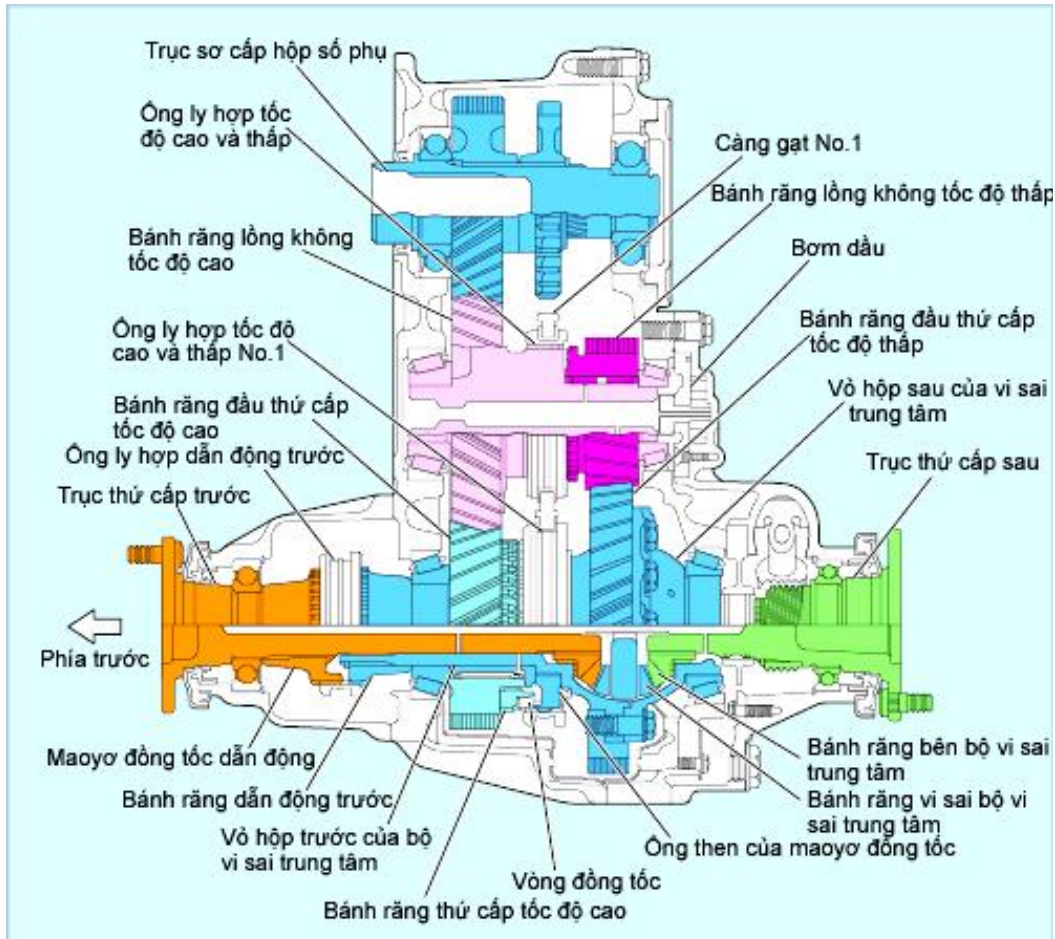 Trục sơ cấp hộp số phụ
Ông ly hợp tốc
độ cao và thấp
Càng gạt No.1
Bánh răng lồng không tốc độ thấp
Bánh răng lồng không
tốc độ cao
Bơm dầu
Bánh răng đầu thứ cấp
tốc độ thấp
Ông ly hợp tốc độ
cao và thấp No.1
Vỏ hộp sau của vi sai
trung tâm
Bánh răng đầu thứ cấp
tốc độ cao
Ông ly hợp dẫn động trước
Trục thứ cấp sau
Trục thứ cấp trước
Phía trước
Maoyơ đồng tốc dẫn động
Bánh răng bên bộ vi sai
trung tâm
Bánh răng dẫn động trước
Bánh răng vi sai bộ vi
sai trung tâm
Vỏ hộp trước của bộ
vi sai trung tâm
Ông then của maoyơ đồng tốc
Vòng đồng tốc
Bánh răng thứ cấp tốc độ cao